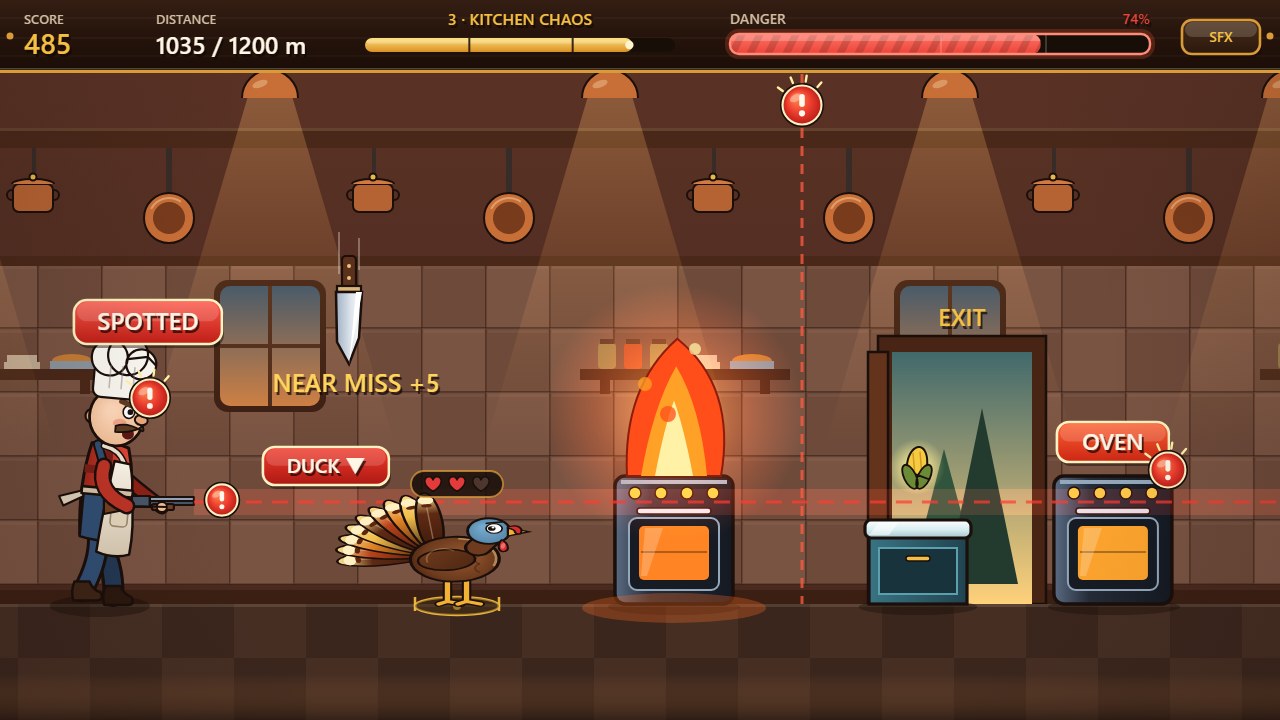 SCORE
485
DISTANCE
1035 / 1200 m
3 · KITCHEN CHAOS
DANGER
74%
SFX
!
SPOTTED
EXIT
NEAR MISS +5
!
OVEN
DUCK ▼
!
!